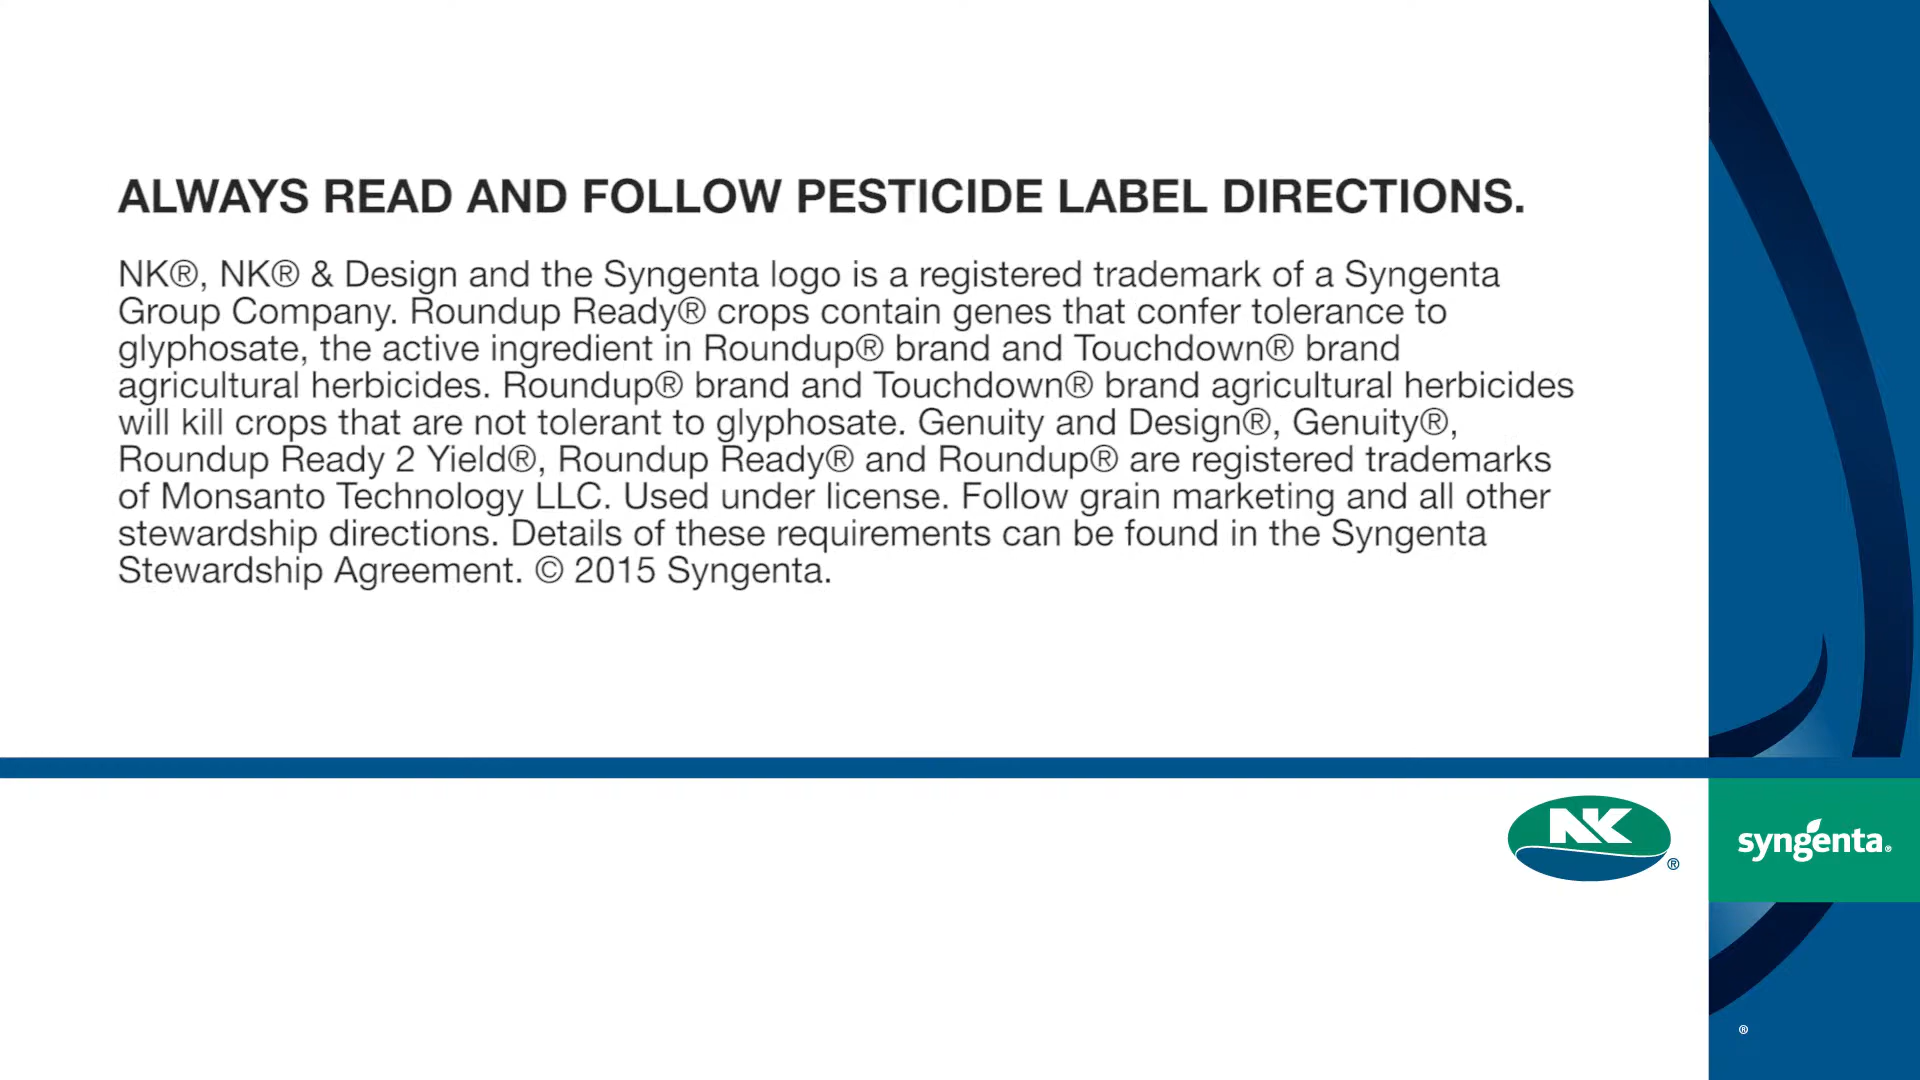 ALWAYS READ AND FOLLOW PESTICIDE LABEL DIRECTIONS.
NK®, NK® & Design and the Syngenta logo is a registered trademark of a Syngenta
Group Company. Roundup Ready® crops contain genes that confer tolerance to
glyphosate, the active ingredient in Roundup® brand and Touchdown® brand
agricultural herbicides. Roundup® brand and Touchdown® brand agricultural herbicides
will kill crops that are not tolerant to glyphosate. Genuity and Design®, Genuity®,
Roundup Ready 2 Yield®, Roundup Ready® and Roundup® are registered trademarks
of Monsanto Technology LLC. Used under license. Follow grain marketing and all other
stewardship directions. Details of these requirements can be found in the Syngenta
Stewardship Agreement. © 2015 Syngenta.
NK®
syngenta®
®